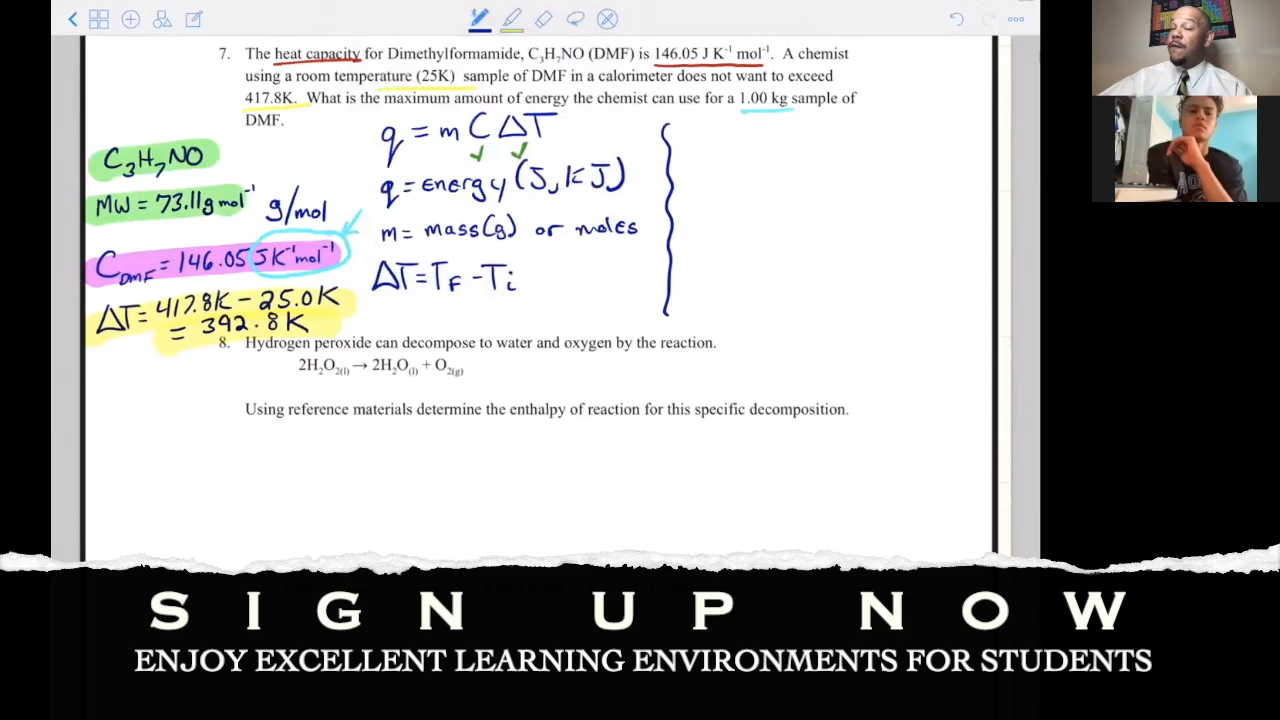 7. The heat capacity for Dimethylformamide, C₃H₇NO (DMF) is 146.05 J K⁻¹ mol⁻¹. A chemist
using a room temperature (25K) sample of DMF in a calorimeter does not want to exceed
417.8K. What is the maximum amount of energy the chemist can use for a 1.00 kg sample of
DMF.
C₃H₇NO
MW = 73.11 g mol⁻¹
g/mol
C_DMF = 146.05 J K⁻¹ mol⁻¹
ΔT = 417.8K − 25.0K
= 392.8K
q = m C ΔT
✓ ✓
q = energy (J, kJ)
m = mass(g) or moles
ΔT = T_F − T_i
8. Hydrogen peroxide can decompose to water and oxygen by the reaction.
2H₂O₂₍ₗ₎ → 2H₂O₍ₗ₎ + O₂(g)
Using reference materials determine the enthalpy of reaction for this specific decomposition.
SIGN UP NOW
ENJOY EXCELLENT LEARNING ENVIRONMENTS FOR STUDENTS